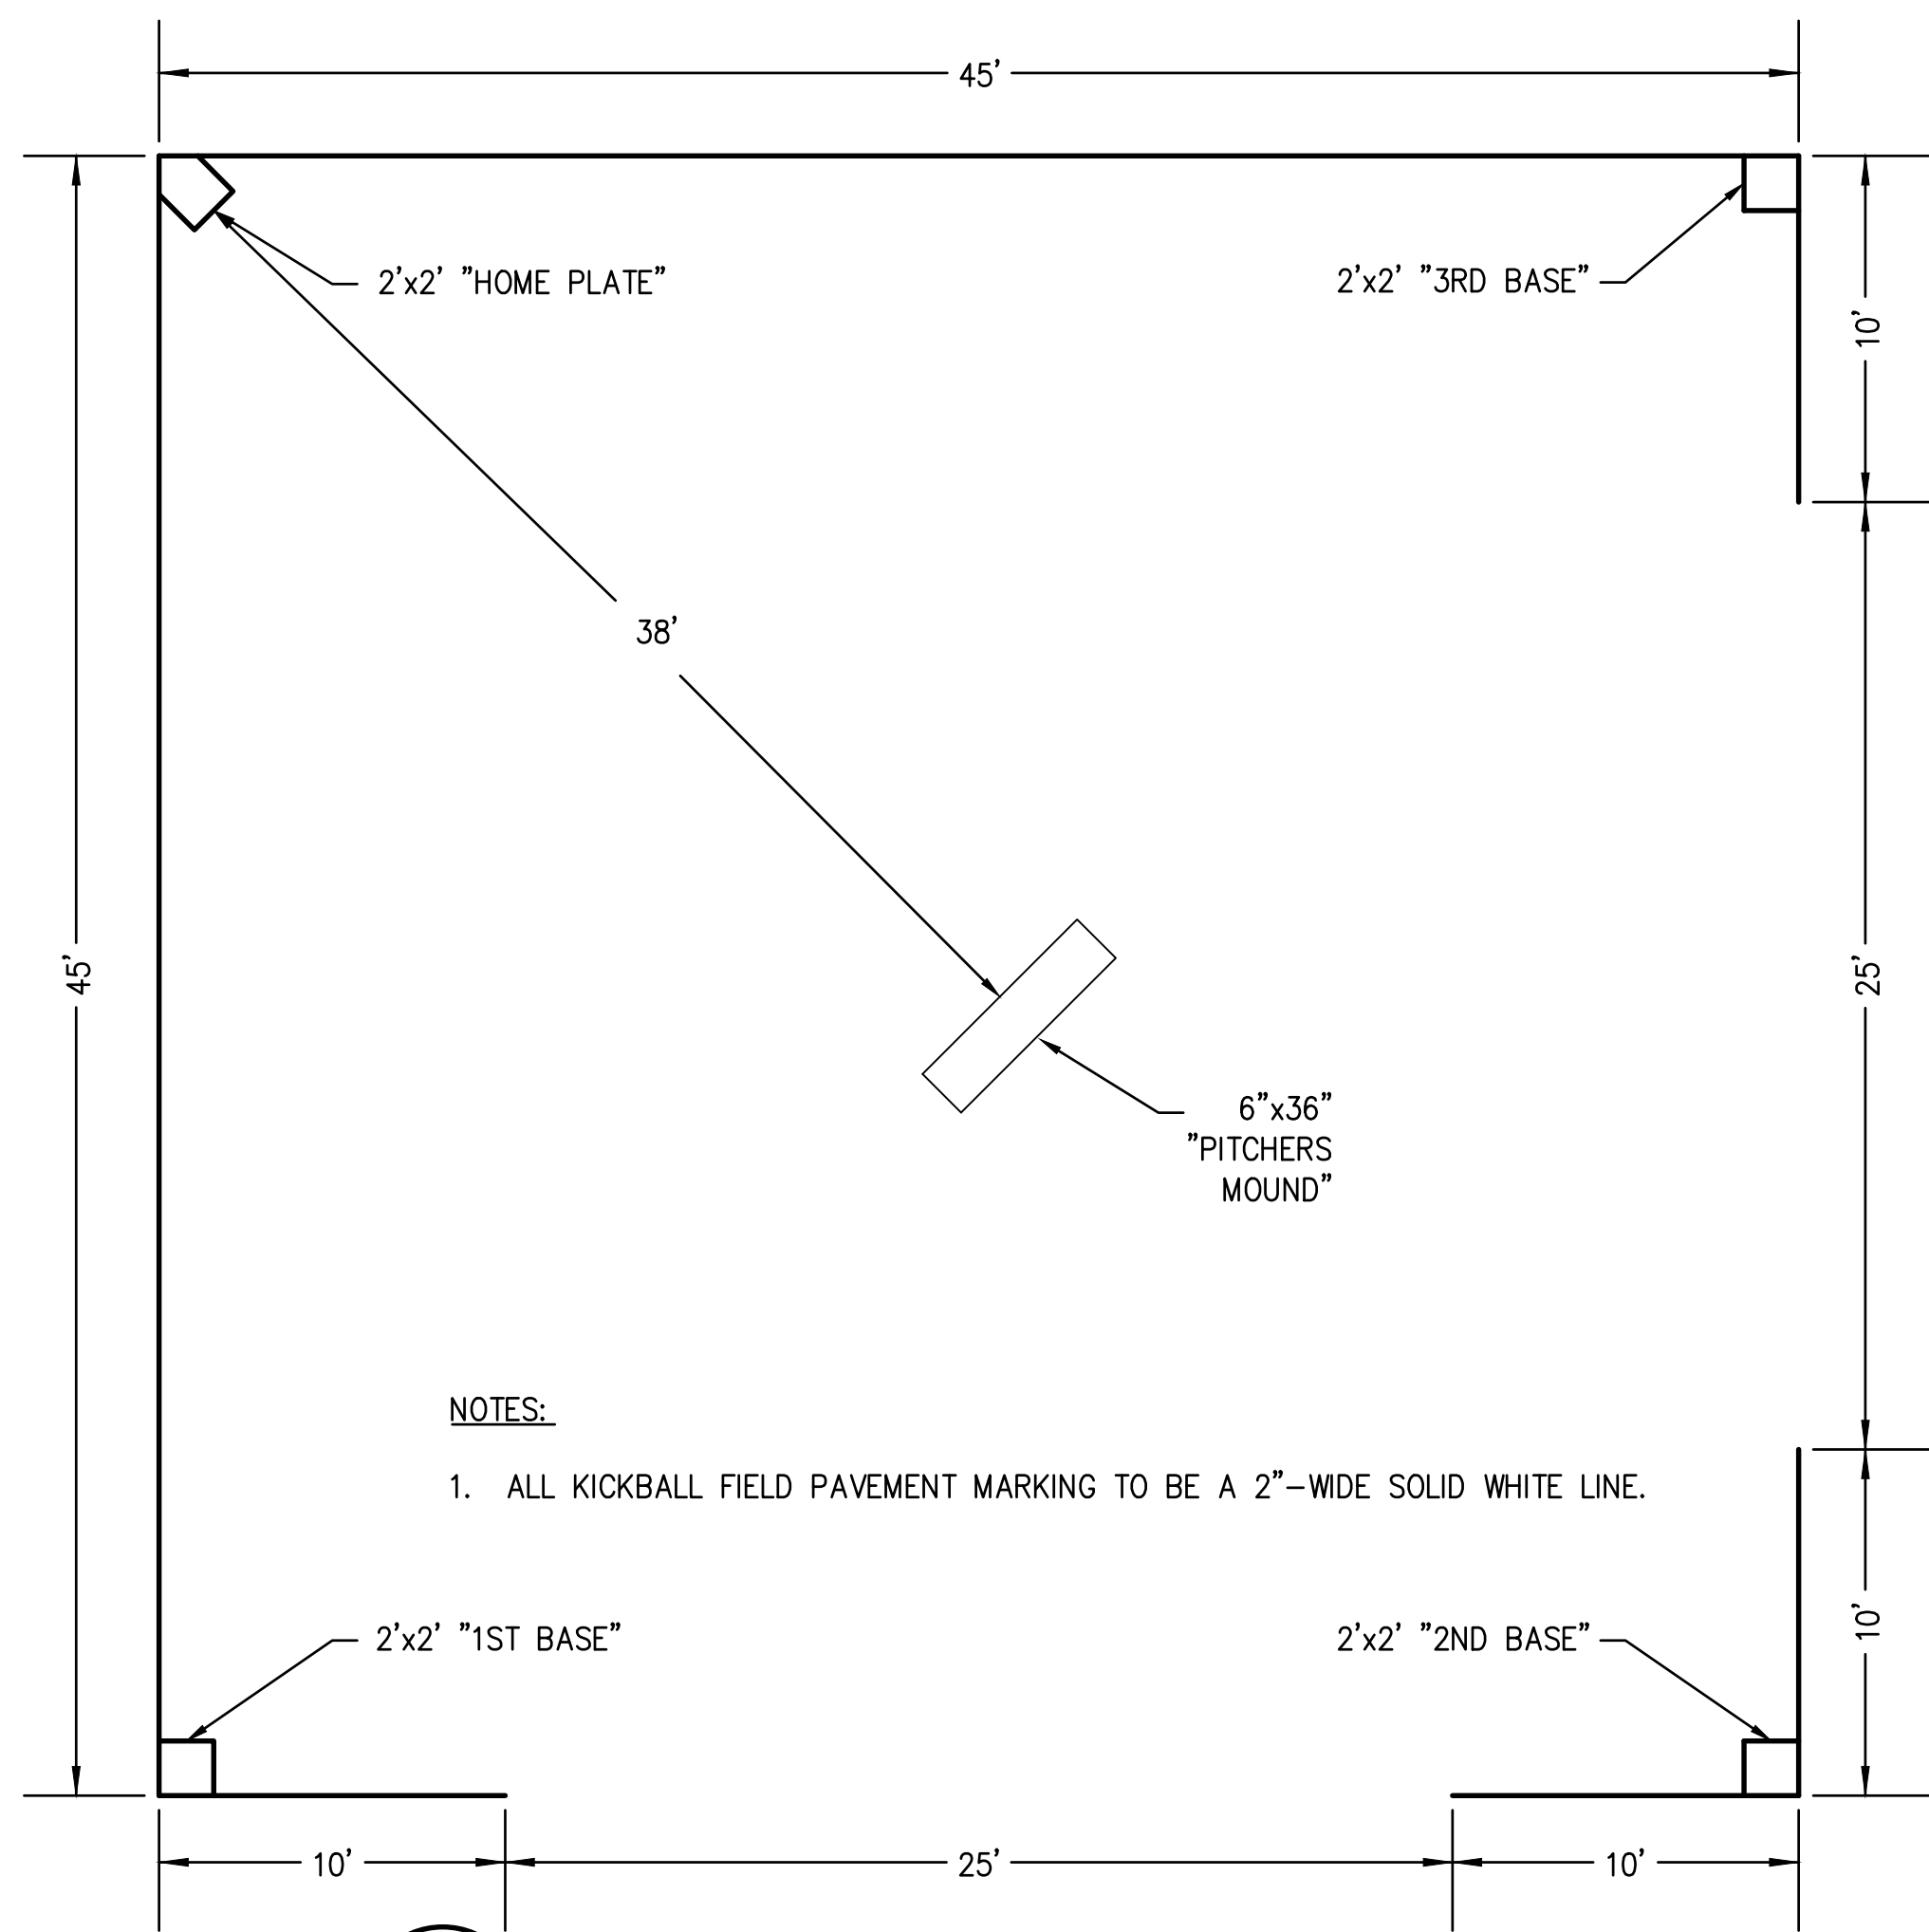 45'
2'x2' "HOME PLATE"
2'x2' "3RD BASE"
10'
38'
45'
25'
6"x36"
"PITCHERS
MOUND"
NOTES:
1. ALL KICKBALL FIELD PAVEMENT MARKING TO BE A 2"-WIDE SOLID WHITE LINE.
2'x2' "1ST BASE"
2'x2' "2ND BASE"
10'
10'
25'
10'